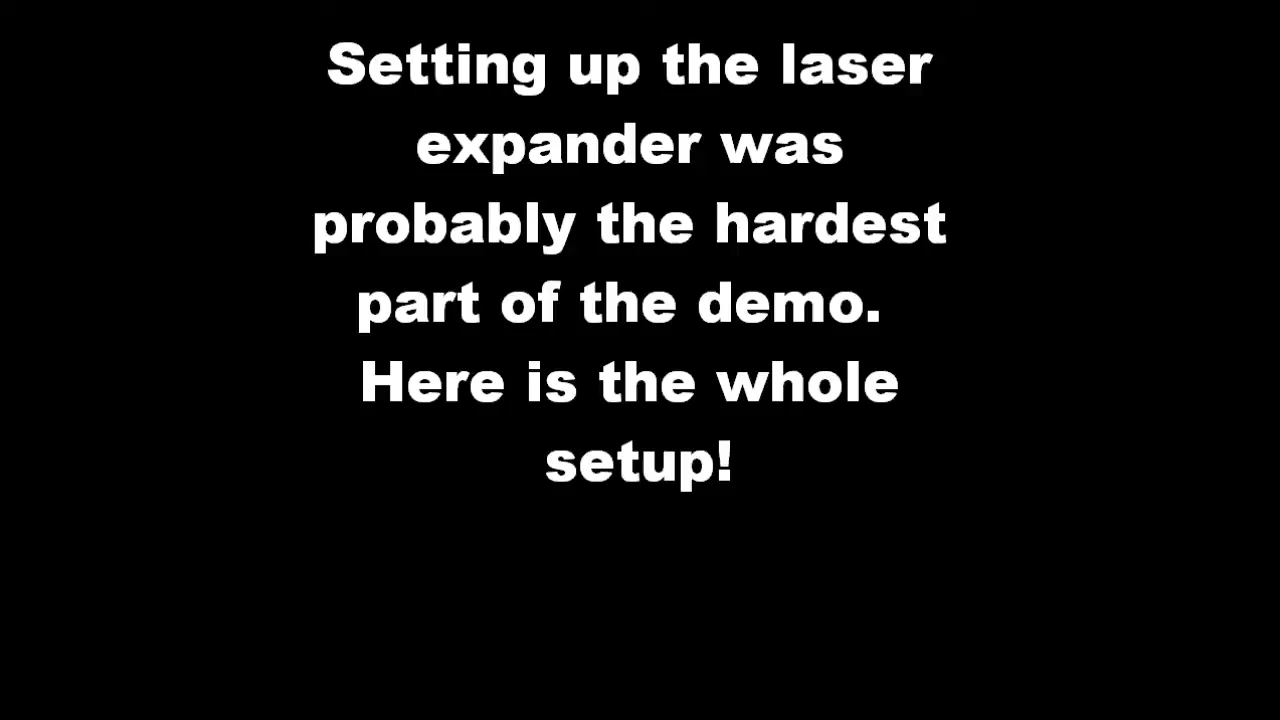 Setting up the laser
expander was
probably the hardest
part of the demo.
Here is the whole
setup!